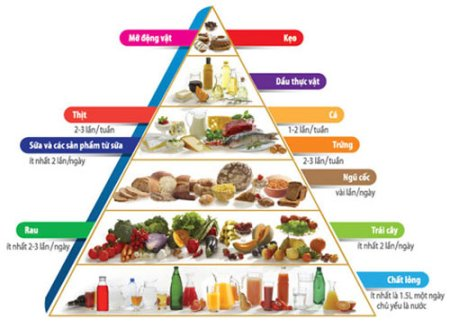 Mỡ động vật
Kẹo
Dầu thực vật
Thịt
2-3 lần/tuần
Cá
1-2 lần/tuần
Sữa và các sản phẩm từ sữa
ít nhất 2 lần/ngày
Trứng
2-3 lần/tuần
Ngũ cốc
vài lần/ngày
Rau
ít nhất 2-3 lần/ngày
Trái cây
ít nhất 2 lần/ngày
Chất lỏng
ít nhất là 1.5L một ngày
chủ yếu là nước